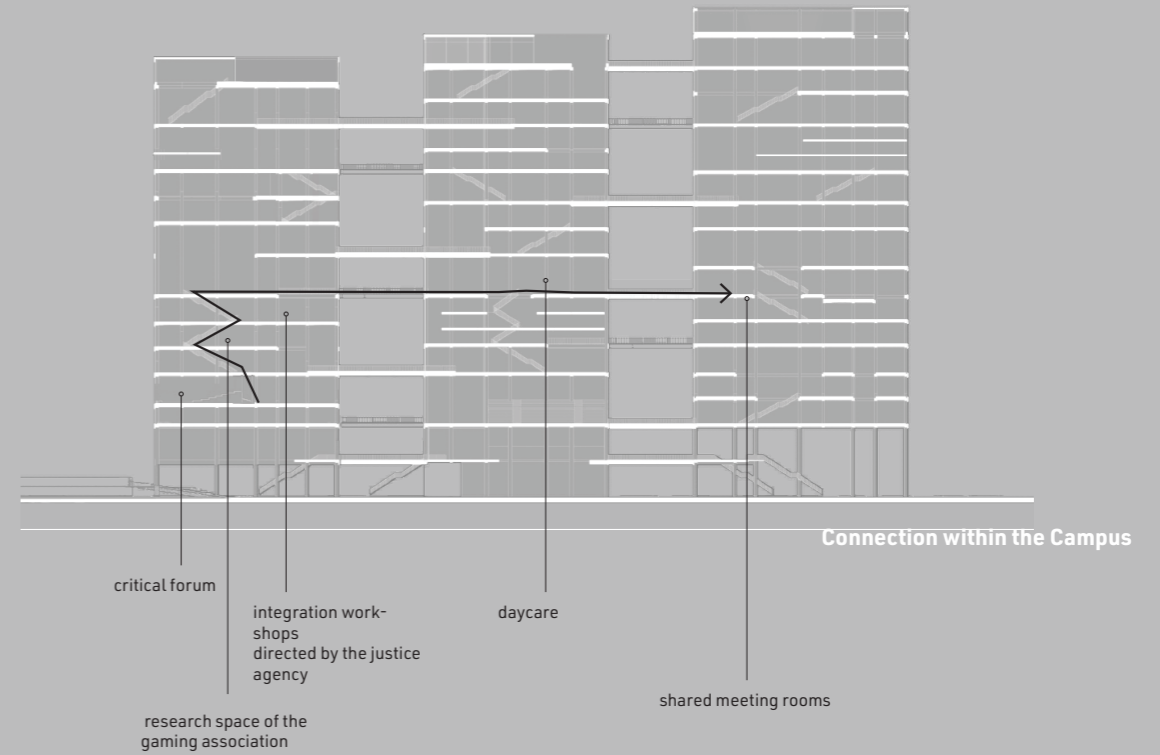 Connection within the Campus
critical forum
integration work-
shops
directed by the justice
agency
daycare
shared meeting rooms
research space of the
gaming association